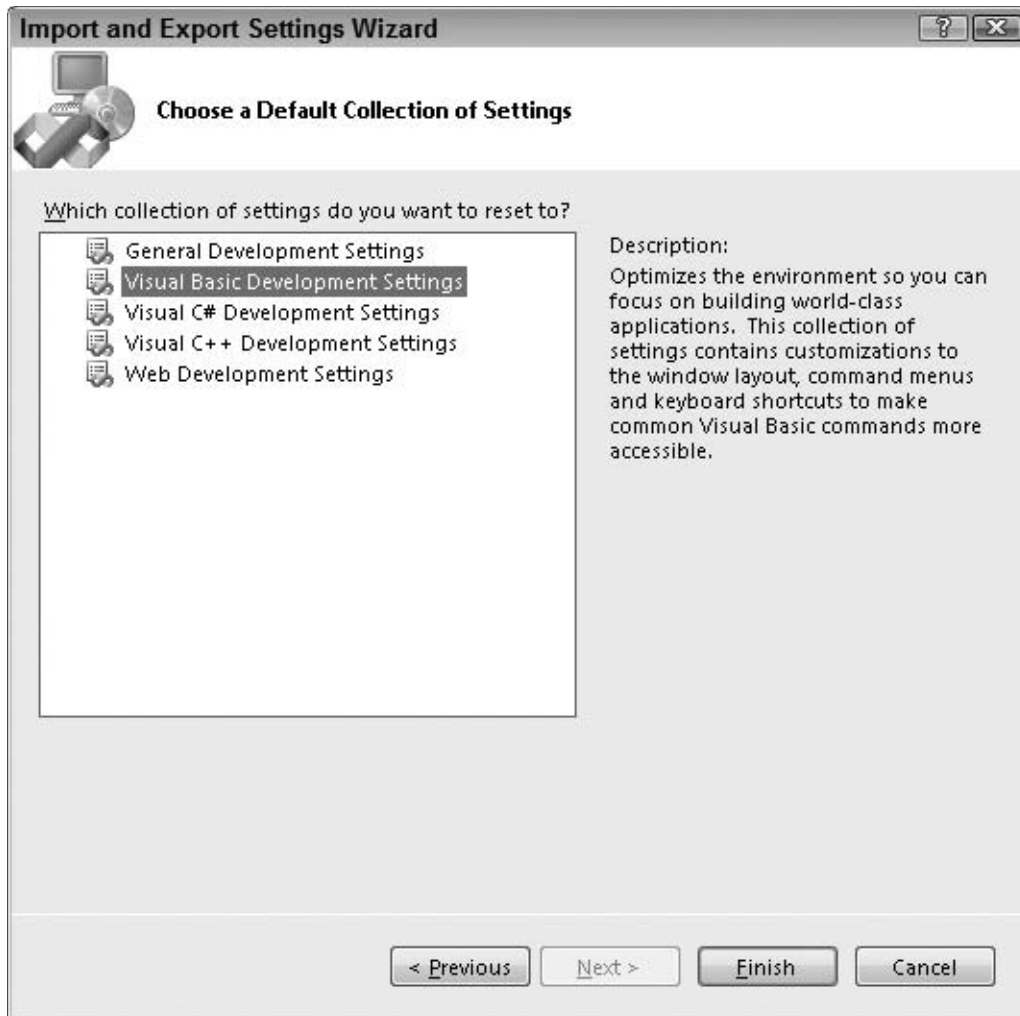 Import and Export Settings Wizard
Choose a Default Collection of Settings
Which collection of settings do you want to reset to?
General Development Settings
Visual Basic Development Settings
Visual C# Development Settings
Visual C++ Development Settings
Web Development Settings
Description:
Optimizes the environment so you can
focus on building world-class
applications. This collection of
settings contains customizations to
the window layout, command menus
and keyboard shortcuts to make
common Visual Basic commands more
accessible.
< Previous
Next >
Finish
Cancel